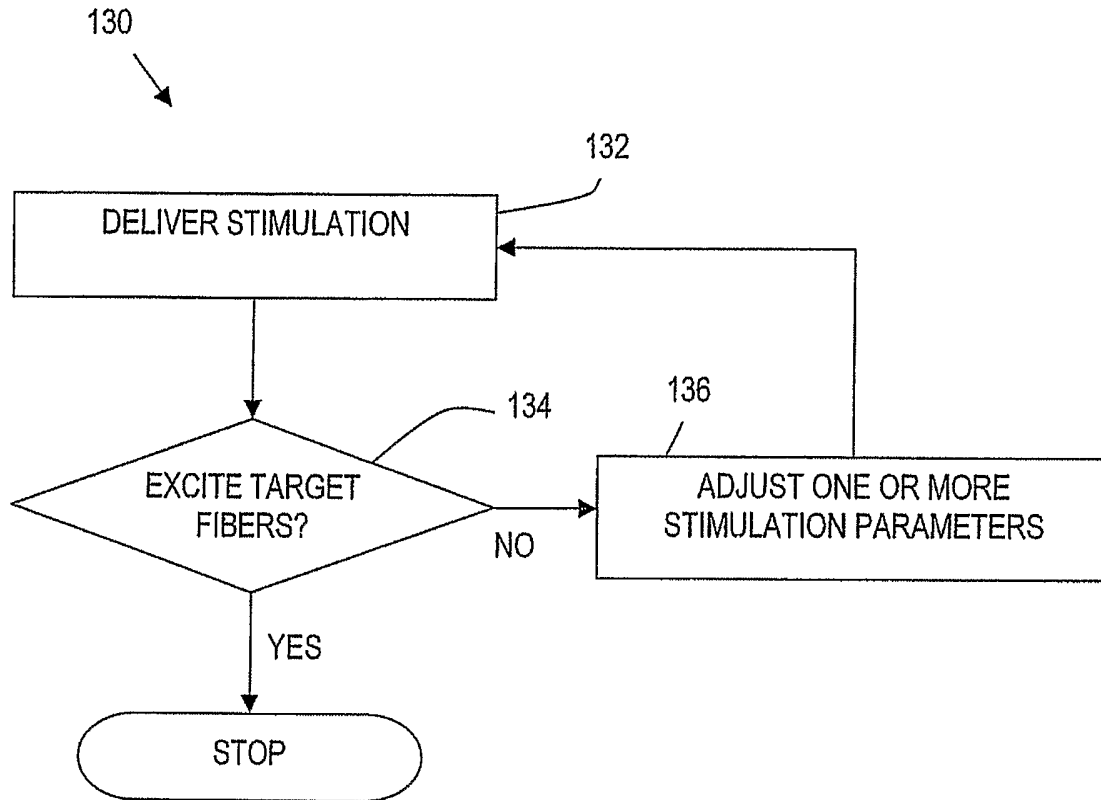 130
132
DELIVER STIMULATION
134
136
EXCITE TARGET
FIBERS?
NO
ADJUST ONE OR MORE
STIMULATION PARAMETERS
YES
STOP